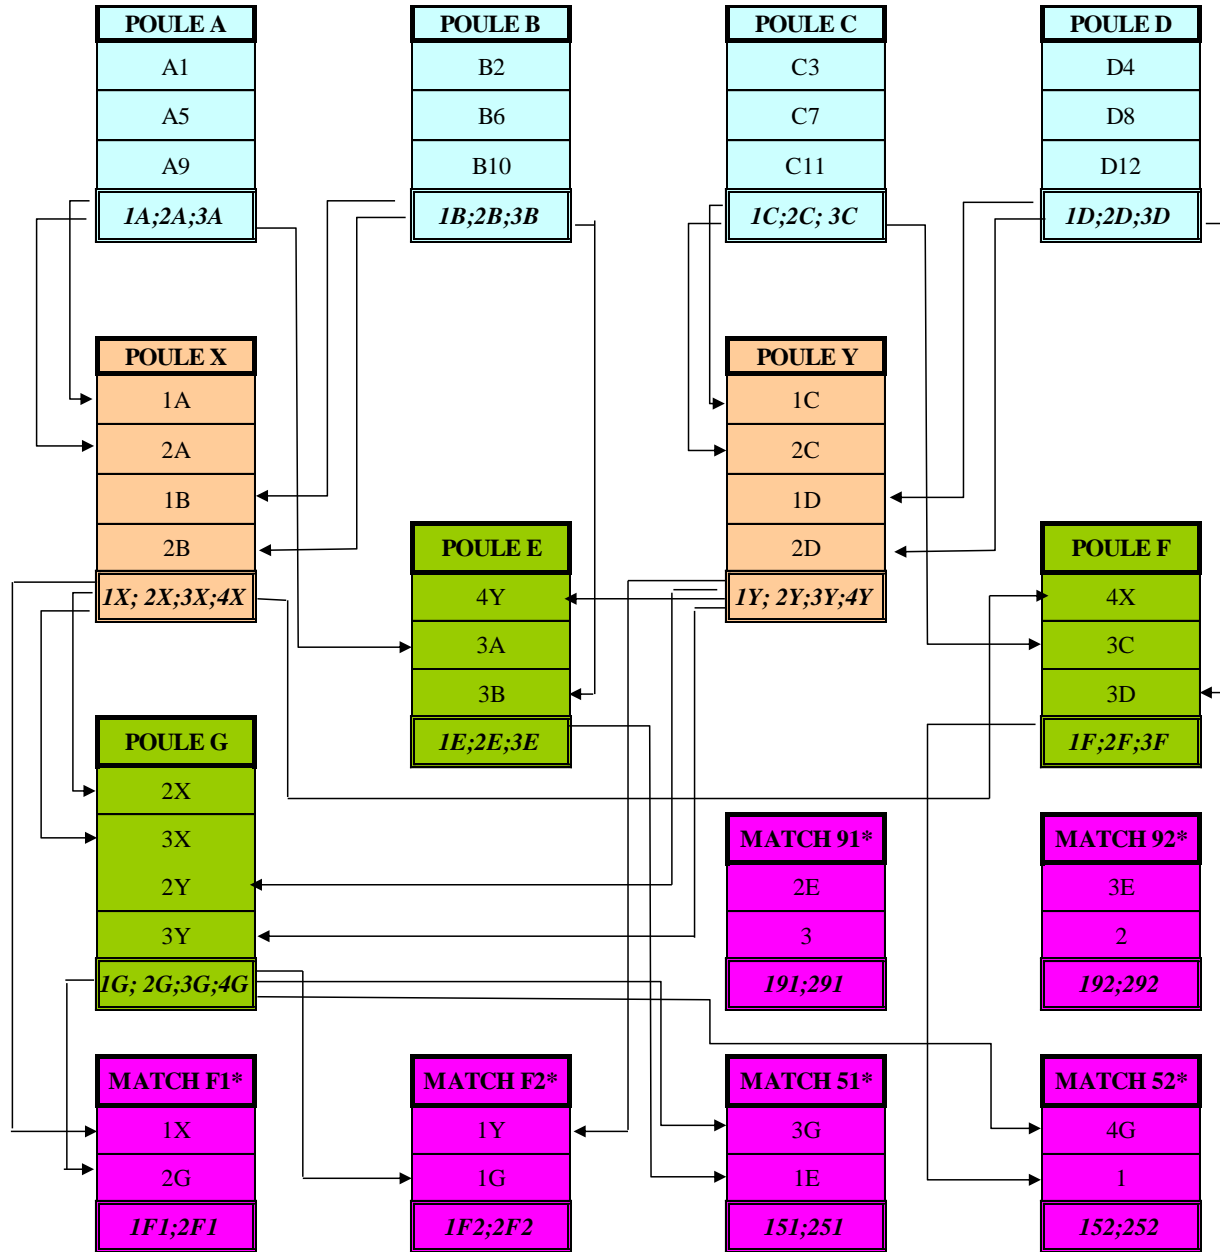 POULE A
A1
A5
A9
1A;2A;3A
POULE B
B2
B6
B10
1B;2B;3B
POULE C
C3
C7
C11
1C;2C; 3C
POULE D
D4
D8
D12
1D;2D;3D
POULE X
1A
2A
1B
2B
1X; 2X;3X;4X
POULE Y
1C
2C
1D
2D
1Y; 2Y;3Y;4Y
POULE E
4Y
3A
3B
1E;2E;3E
POULE F
4X
3C
3D
1F;2F;3F
POULE G
2X
3X
2Y
3Y
1G; 2G;3G;4G
MATCH 91*
2E
3
191;291
MATCH 92*
3E
2
192;292
MATCH F1*
1X
2G
1F1;2F1
MATCH F2*
1Y
1G
1F2;2F2
MATCH 51*
3G
1E
151;251
MATCH 52*
4G
1
152;252